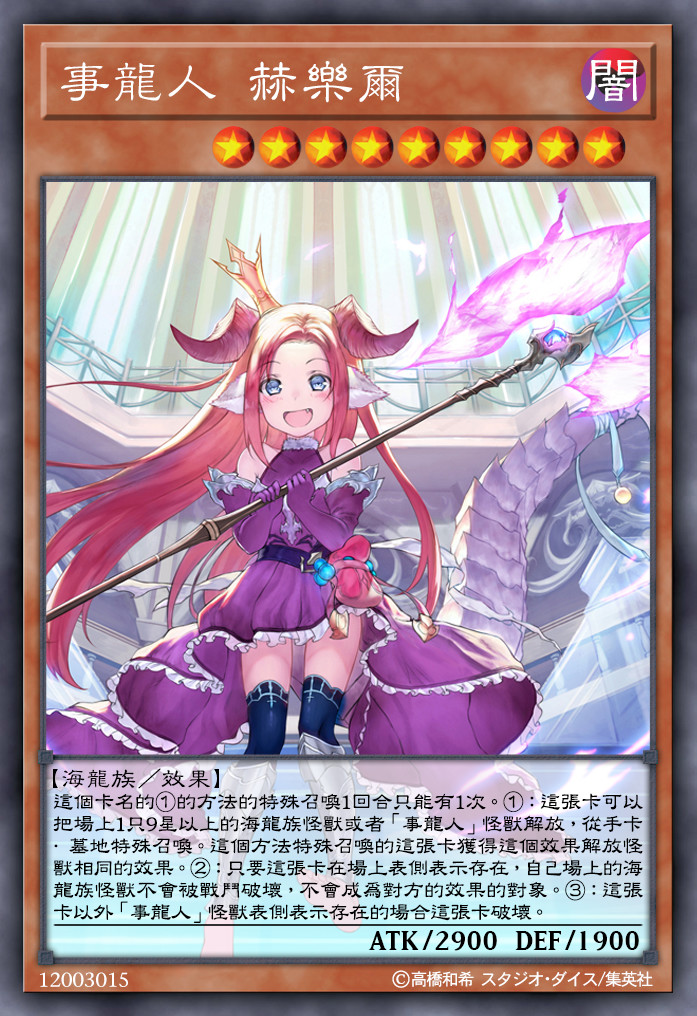 事龍人 赫樂爾
闇
【海龍族／效果】
這個卡名的①的方法的特殊召喚1回合只能有1次。①：這張卡可以
把場上1只9星以上的海龍族怪獸或者「事龍人」怪獸解放，從手卡
·墓地特殊召喚。這個方法特殊召喚的這張卡獲得這個效果解放怪
獸相同的效果。②：只要這張卡在場上表側表示存在，自己場上的海
龍族怪獸不會被戰鬥破壞，不會成為對方的效果的對象。③：這張
卡以外「事龍人」怪獸表側表示存在的場合這張卡破壞。
ATK/2900 DEF/1900
12003015 ©高橋和希 スタジオ・ダイス/集英社